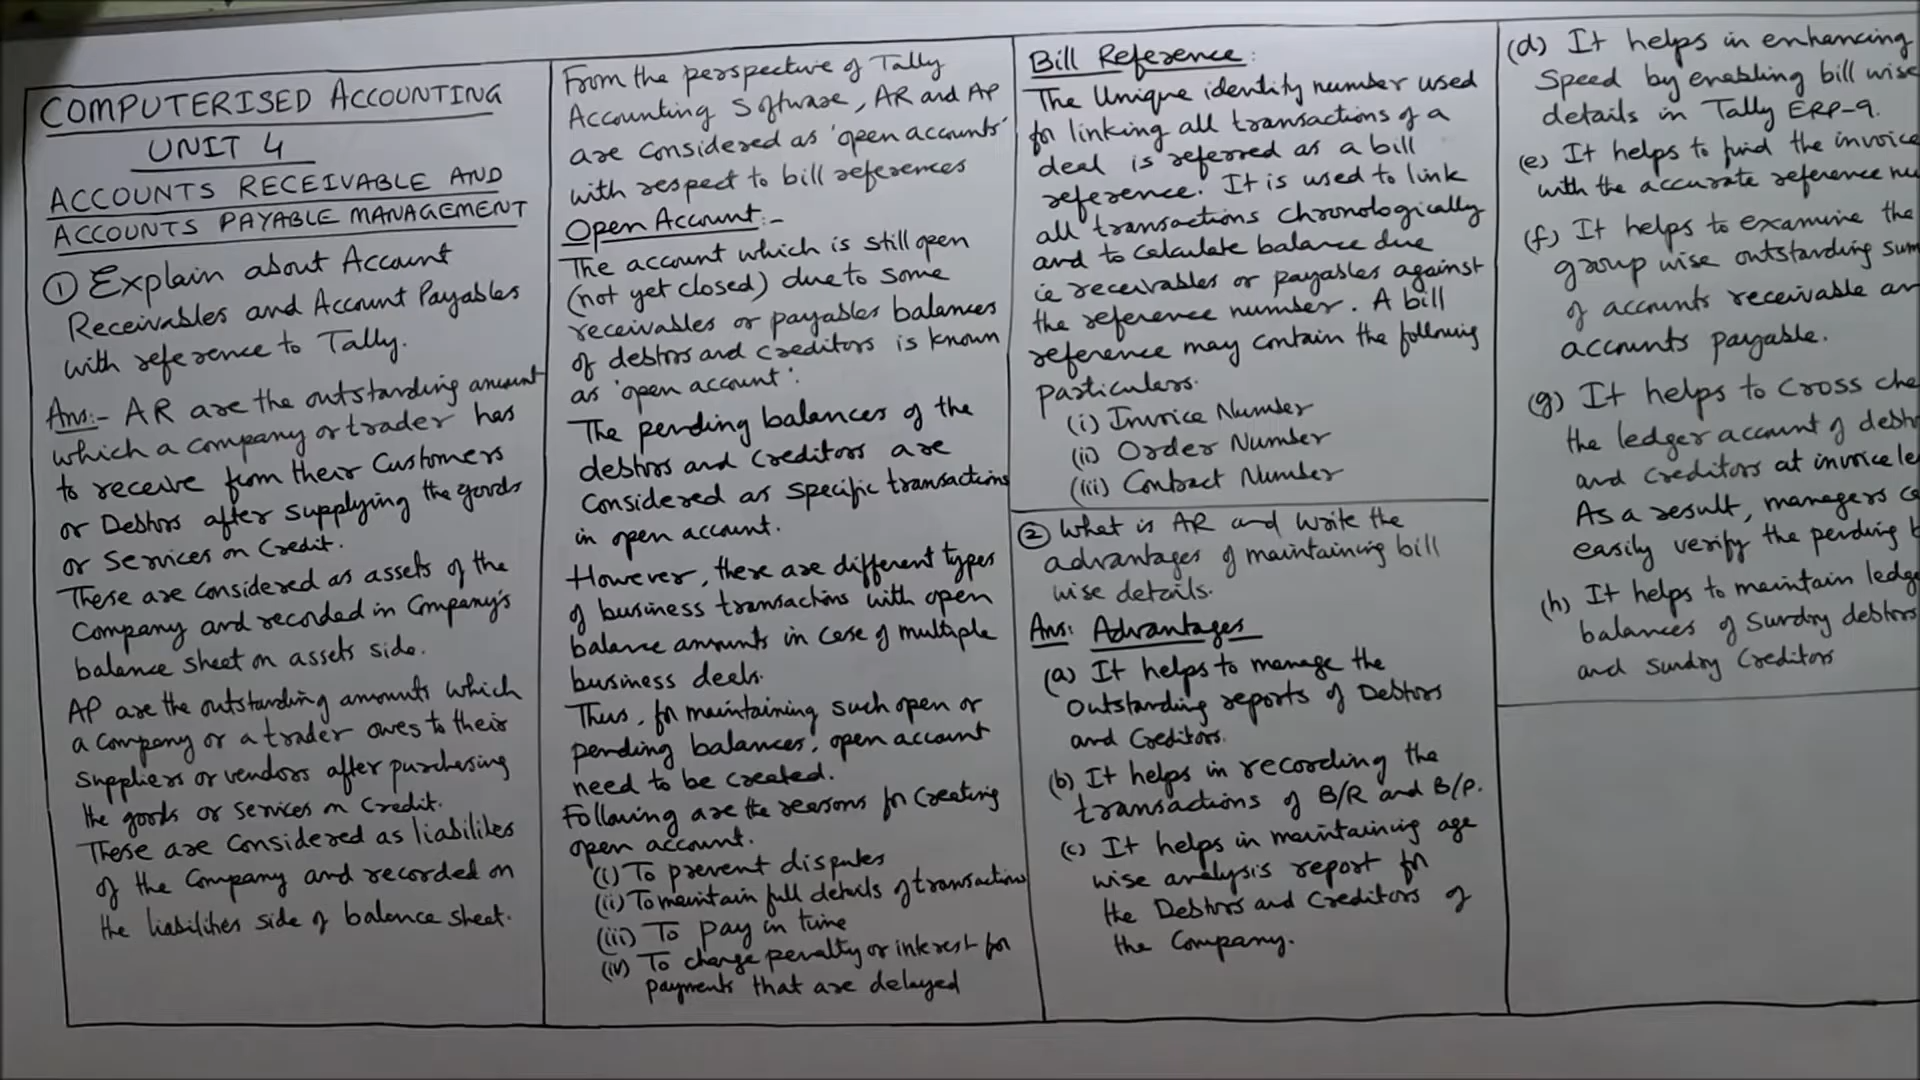 COMPUTERISED ACCOUNTING
UNIT 4
ACCOUNTS RECEIVABLE AND
ACCOUNTS PAYABLE MANAGEMENT
① Explain about Account
Receivables and Account Payables
with reference to Tally.
Ans:- AR are the outstanding amount
which a company or trader has
to receive from their Customers
or Debtors after supplying the goods
or Services on Credit.
These are considered as assets of the
Company and recorded in Company's
balance sheet on assets side.
AP are the outstanding amounts which
a company or a trader owes to their
suppliers or vendors after purchasing
the goods or services on credit.
These are considered as liabilities
of the Company and recorded on
the liabilities side of balance sheet.
From the perspective of Tally
Accounting Software, AR and AP
are considered as 'open accounts'
with respect to bill references
Open Account:-
The account which is still open
(not yet closed) due to some
receivables or payables balances
of debtors and creditors is known
as 'open account'.
The pending balances of the
debtors and creditors are
considered as specific transactions
in open account.
However, there are different types
of business transactions with open
balance amounts in case of multiple
business deals.
Thus, for maintaining such open or
pending balances, open account
need to be created.
Following are the reasons for creating
open account.
(i) To prevent disputes
(ii) To maintain full details of transactions
(iii) To pay in time
(iv) To charge penalty or interest for
payments that are delayed
Bill Reference:
The Unique identity number used
for linking all transactions of a
deal is referred as a bill
reference. It is used to link
all transactions chronologically
and to calculate balance due
ie receivables or payables against
the reference number. A bill
reference may contain the following
particulars.
(i) Invoice Number
(ii) Order Number
(iii) Contract Number
② What is AR and write the
advantages of maintaining bill
wise details.
Ans: Advantages
(a) It helps to manage the
Outstanding reports of Debtors
and Creditors.
(b) It helps in recording the
transactions of B/R and B/P.
(c) It helps in maintaining age
wise analysis report for
the Debtors and Creditors of
the Company.
(d) It helps in enhancing
Speed by enabling bill wise
details in Tally ERP-9.
(e) It helps to find the invoice
with the accurate reference
(f) It helps to examine the
group wise outstanding
of accounts receivable
accounts payable.
(g) It helps to cross
the ledger account of
and creditors at invoice
As a result, managers
easily verify the pending
(h) It helps to maintain
balances of Sundry debtors
and Sundry Creditors